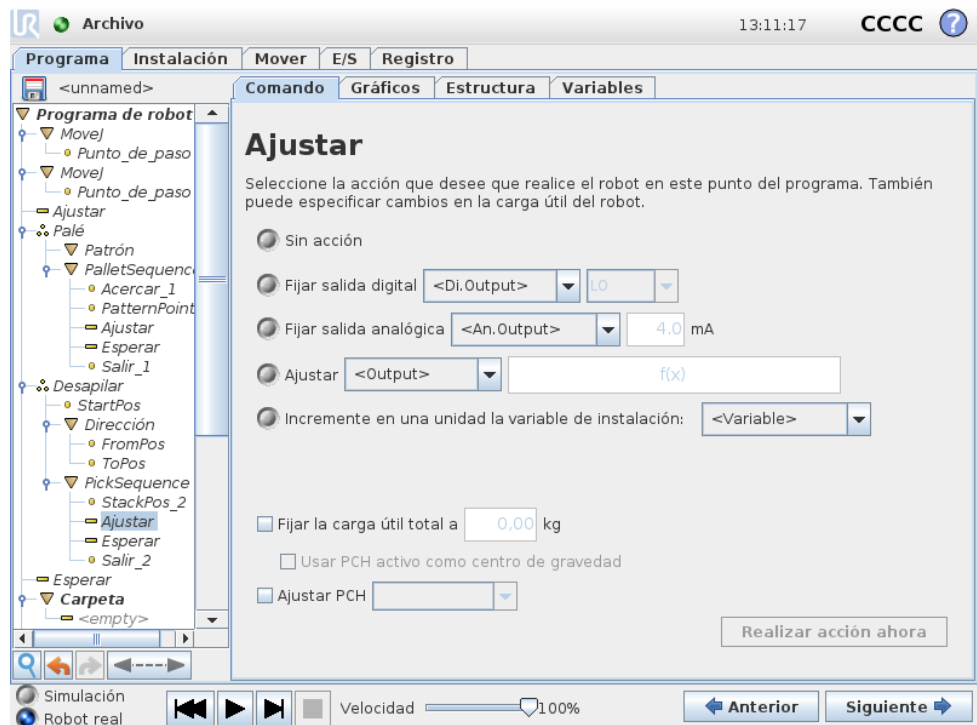 UR Archivo 13:11:17 CCCC ?
Programa Instalación Mover E/S Registro
<unnamed>
Comando Gráficos Estructura Variables
Programa de robot
MoveJ
Punto_de_paso
MoveJ
Punto_de_paso
Ajustar
Palé
Patrón
PalletSequenc
Acercar_1
PatternPoint
Ajustar
Esperar
Salir_1
Desapilar
StartPos
Dirección
FromPos
ToPos
PickSequence
StackPos_2
Ajustar
Esperar
Salir_2
Esperar
Carpeta
<empty>
Ajustar
Seleccione la acción que desee que realice el robot en este punto del programa. También
puede especificar cambios en la carga útil del robot.
Sin acción
Fijar salida digital <Di.Output> LO
Fijar salida analógica <An.Output> 4.0 mA
Ajustar <Output> f(x)
Incremente en una unidad la variable de instalación: <Variable>
Fijar la carga útil total a 0,00 kg
Usar PCH activo como centro de gravedad
Ajustar PCH
Realizar acción ahora
Simulación
Robot real
Velocidad 100%
Anterior Siguiente